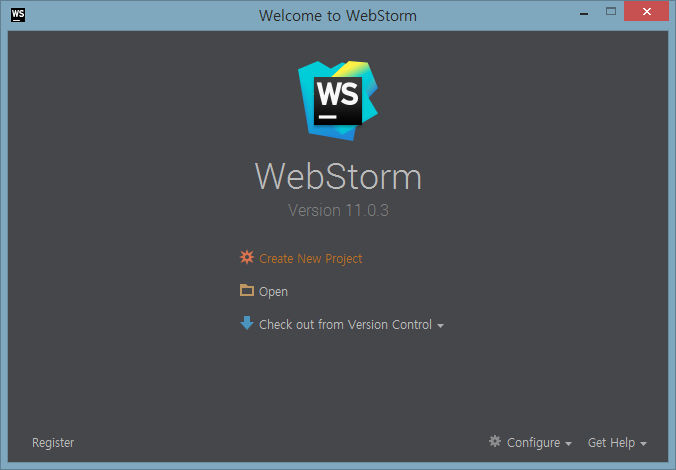 WS
Welcome to WebStorm
WS
WebStorm
Version 11.0.3
Create New Project
Open
Check out from Version Control
Register
Configure
Get Help